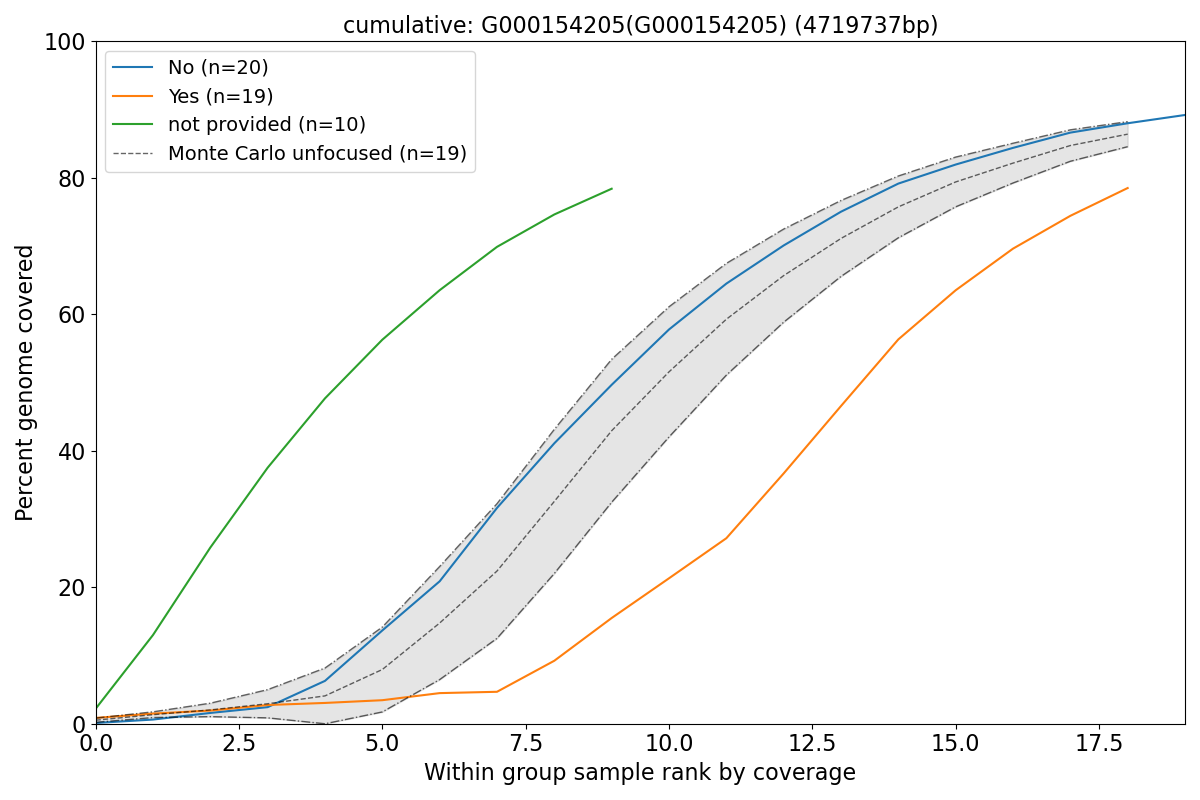 cumulative: G000154205(G000154205) (4719737bp)
100
80
60
40
20
0
Percent genome covered
No (n=20)
Yes (n=19)
not provided (n=10)
Monte Carlo unfocused (n=19)
0.0 2.5 5.0 7.5 10.0 12.5 15.0 17.5
Within group sample rank by coverage